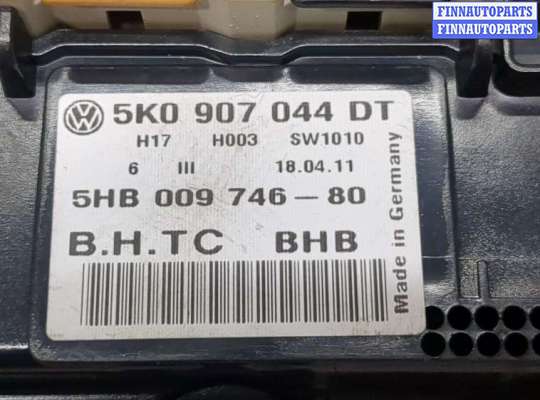 FINNAUTOPARTS
FINNAUTOPARTS
5K0 907 044 DT
H17 H003 SW1010
6 III 18.04.11
5HB 009 746-80
B.H.TC BHB
Made in Germany